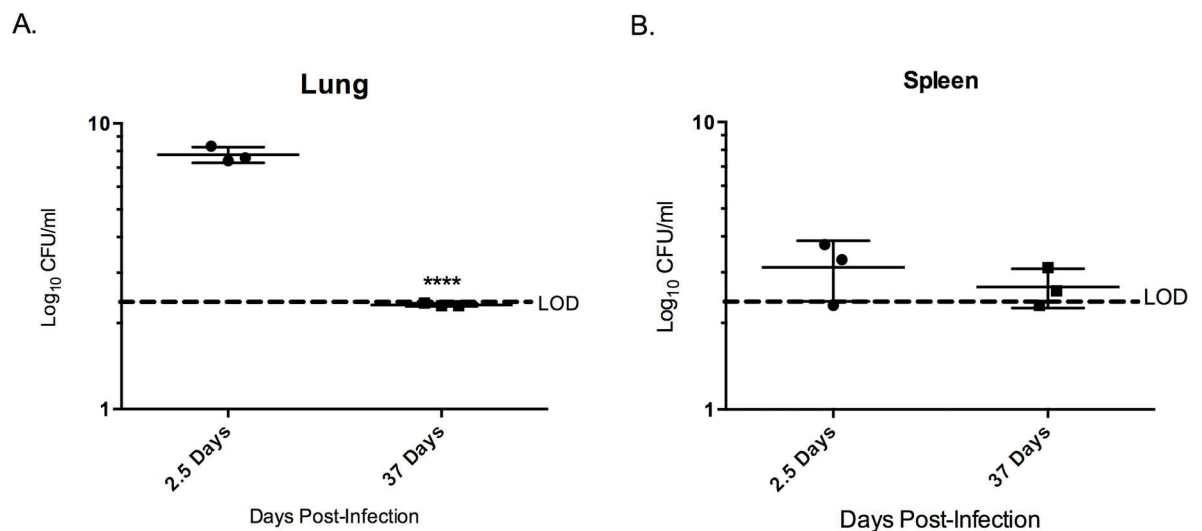 A.
Lung
10
Log10 CFU/ml
****
LOD
1
2.5 Days
37 Days
Days Post-Infection
B.
Spleen
10
Log10 CFU/ml
LOD
1
2.5 Days
37 Days
Days Post-Infection